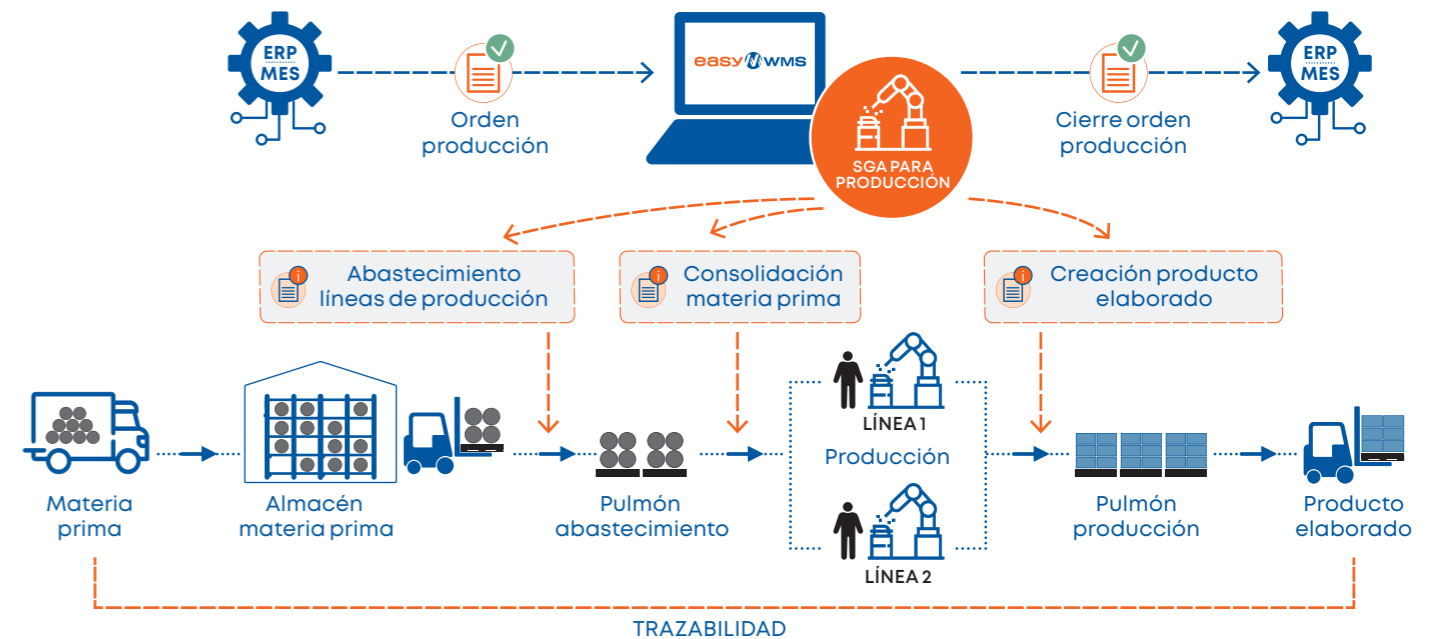 ERP
MES
Orden
producción
easy WMS
SGA PARA
PRODUCCIÓN
Cierre orden
producción
ERP
MES
Abastecimiento
líneas de producción
Consolidación
materia prima
Creación producto
elaborado
Materia
prima
Almacén
materia prima
Pulmón
abastecimiento
LÍNEA 1
Producción
LÍNEA 2
Pulmón
producción
Producto
elaborado
TRAZABILIDAD